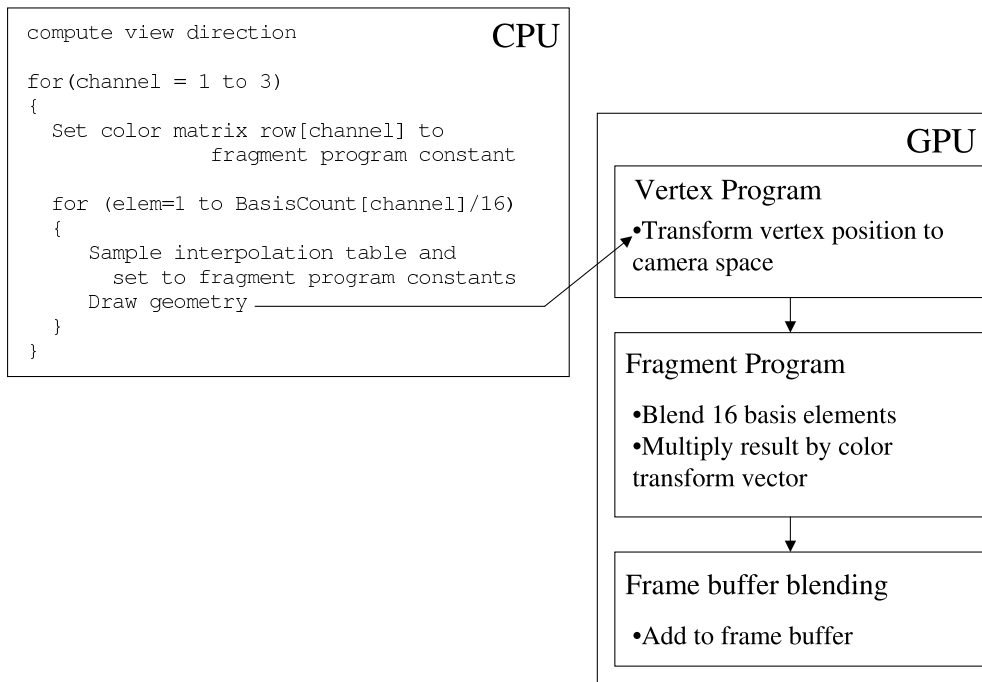 CPU
compute view direction
for(channel = 1 to 3)
{
Set color matrix row[channel] to
fragment program constant
for (elem=1 to BasisCount[channel]/16)
{
Sample interpolation table and
set to fragment program constants
Draw geometry
}
}
GPU
Vertex Program
•Transform vertex position to
camera space
Fragment Program
•Blend 16 basis elements
•Multiply result by color
transform vector
Frame buffer blending
•Add to frame buffer